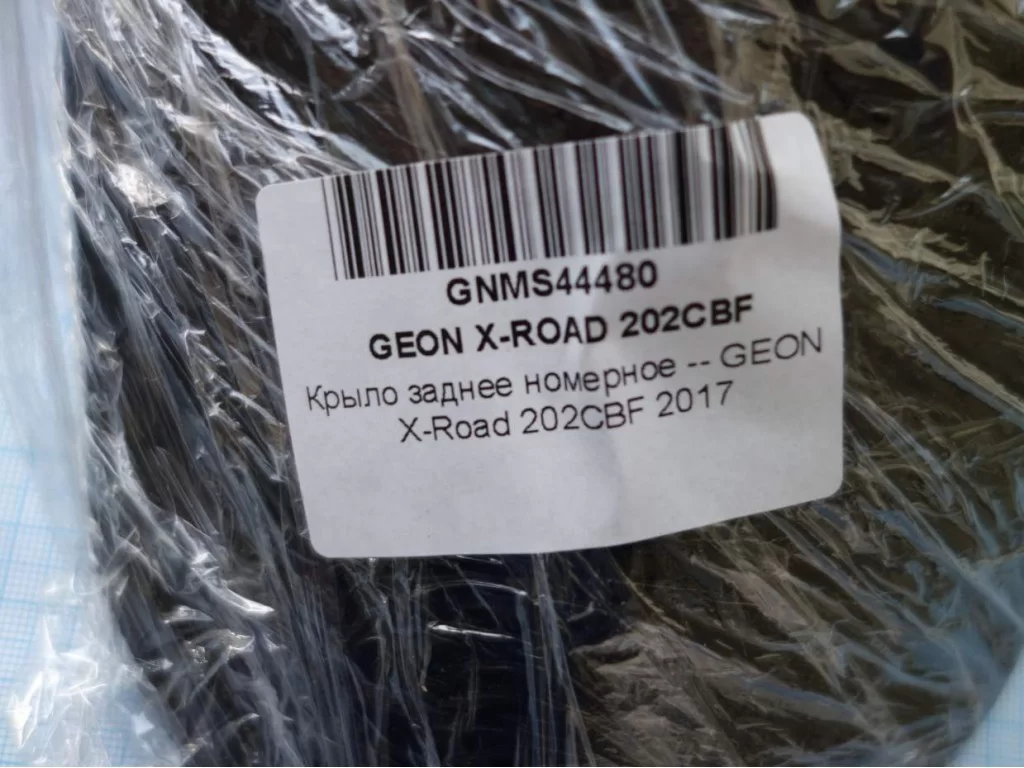 GNMS44480
GEON X-ROAD 202CBF
Крыло заднее номерное -- GEON
X-Road 202CBF 2017